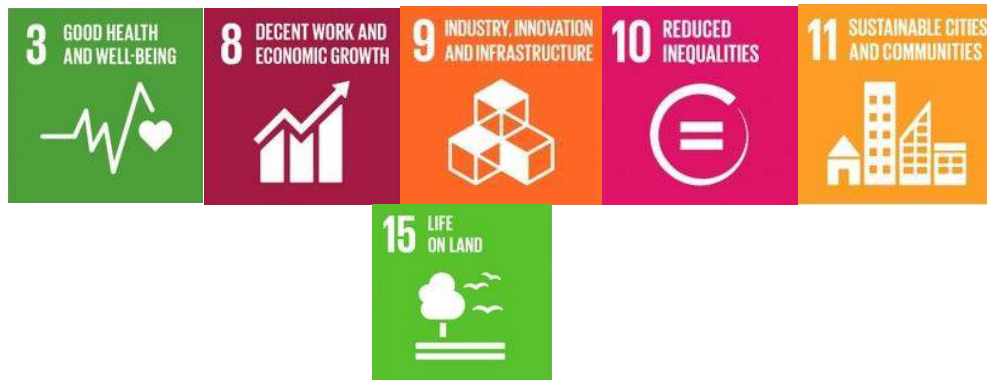 3 GOOD HEALTH
AND WELL-BEING
8 DECENT WORK AND
ECONOMIC GROWTH
9 INDUSTRY, INNOVATION
AND INFRASTRUCTURE
10 REDUCED
INEQUALITIES
11 SUSTAINABLE CITIES
AND COMMUNITIES
15 LIFE
ON LAND